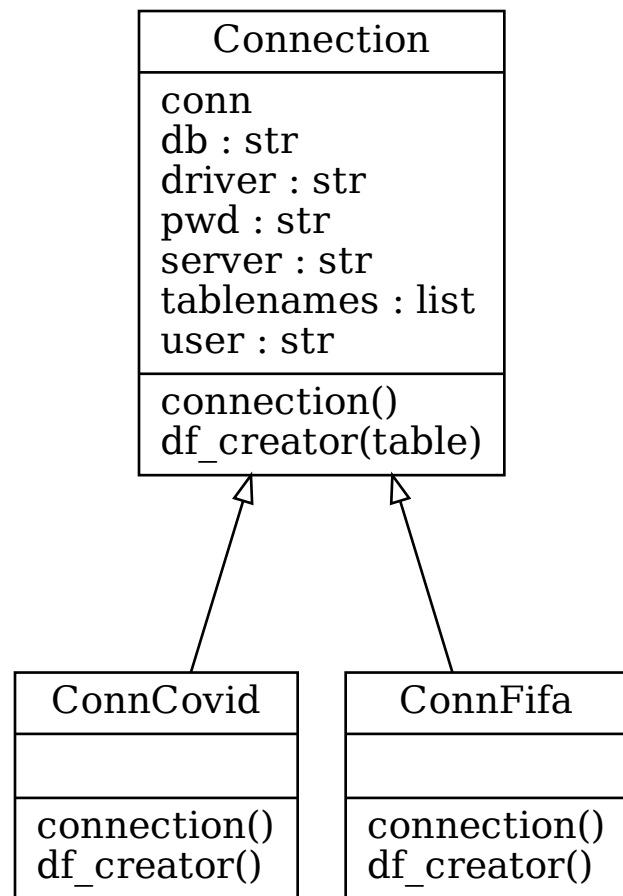 Connection
conn
db : str
driver : str
pwd : str
server : str
tablenames : list
user : str
connection()
df_creator(table)
ConnCovid
connection()
df_creator()
ConnFifa
connection()
df_creator()